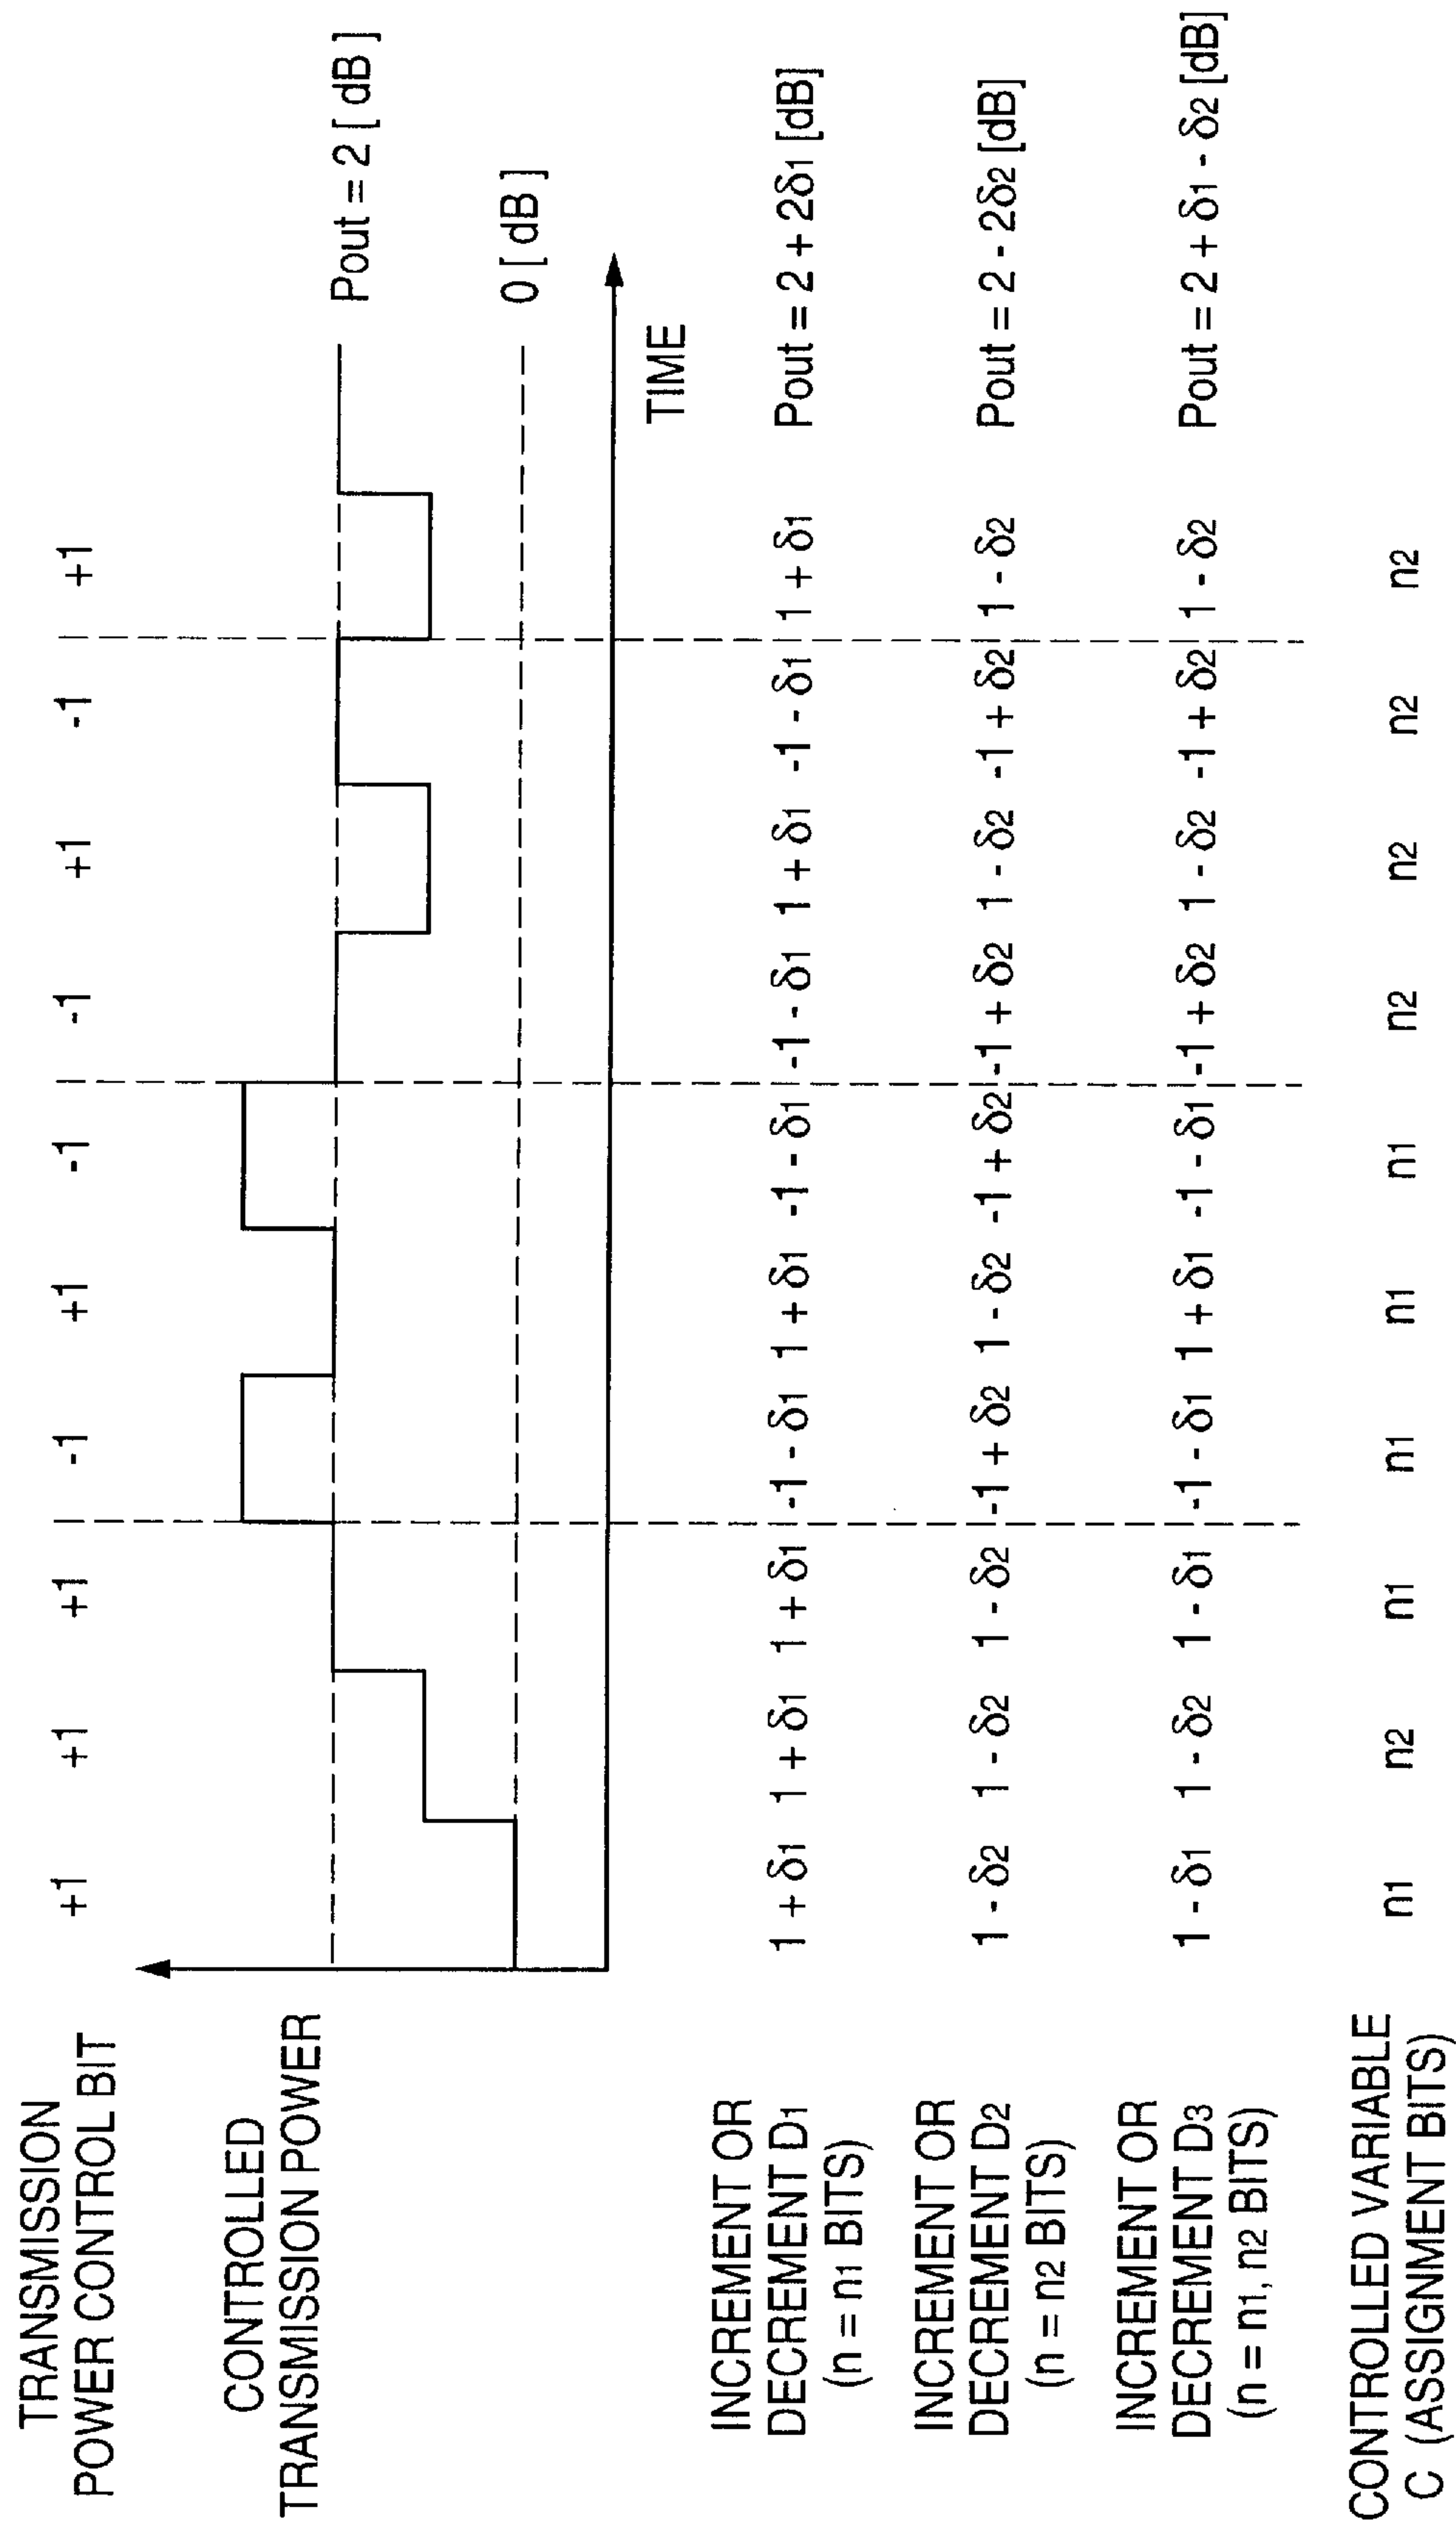 TRANSMISSION
POWER CONTROL BIT
+1 +1 +1 -1 +1 -1 -1 +1 -1 +1
CONTROLLED
TRANSMISSION POWER
Pout = 2 [ dB ]
0 [ dB ]
TIME
INCREMENT OR
DECREMENT D1
(n = n1 BITS)
1 + δ1 1 + δ1 1 + δ1 -1 - δ1 1 + δ1 -1 - δ1 -1 - δ1 1 + δ1 -1 - δ1 1 + δ1 Pout = 2 + 2δ1 [dB]
INCREMENT OR
DECREMENT D2
(n = n2 BITS)
1 - δ2 1 - δ2 1 - δ2 -1 + δ2 1 - δ2 -1 + δ2 -1 + δ2 1 - δ2 -1 + δ2 1 - δ2 Pout = 2 - 2δ2 [dB]
INCREMENT OR
DECREMENT D3
(n = n1, n2 BITS)
1 - δ1 1 - δ2 1 - δ1 -1 - δ1 1 + δ1 -1 - δ1 -1 + δ2 1 - δ2 -1 + δ2 1 - δ2 Pout = 2 + δ1 - δ2 [dB]
CONTROLLED VARIABLE
C (ASSIGNMENT BITS)
n1 n2 n1 n1 n1 n1 n2 n2 n2 n2